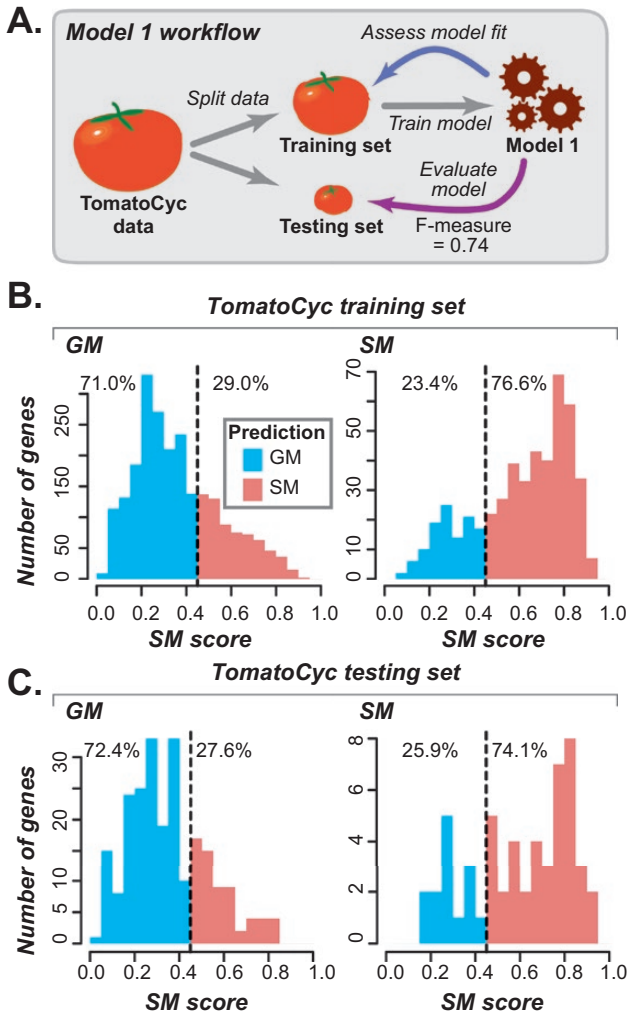 A.
Model 1 workflow
Assess model fit
Split data
Train model
Training set
Model 1
TomatoCyc
data
Testing set
Evaluate
model
F-measure
= 0.74
B.
TomatoCyc training set
GM
SM
71.0%
29.0%
23.4%
76.6%
Prediction
GM
SM
Number of genes
0
50
150
250
0.0 0.2 0.4 0.6 0.8 1.0
SM score
0
10
30
50
70
0.0 0.2 0.4 0.6 0.8 1.0
SM score
C.
TomatoCyc testing set
GM
SM
72.4%
27.6%
25.9%
74.1%
Number of genes
0
5
10
20
30
0.0 0.2 0.4 0.6 0.8 1.0
SM score
0
2
4
6
8
0.0 0.2 0.4 0.6 0.8 1.0
SM score